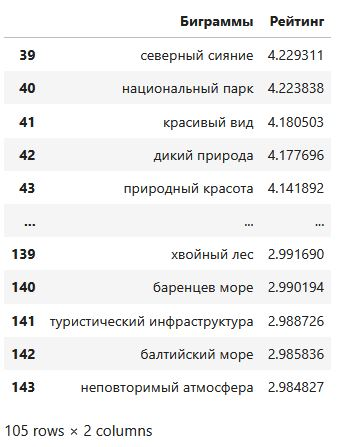 Биграммы Рейтинг
39 северный сияние 4.229311
40 национальный парк 4.223838
41 красивый вид 4.180503
42 дикий природа 4.177696
43 природный красота 4.141892
... ... ...
139 хвойный лес 2.991690
140 баренцев море 2.990194
141 туристический инфраструктура 2.988726
142 балтийский море 2.985836
143 неповторимый атмосфера 2.984827
105 rows × 2 columns